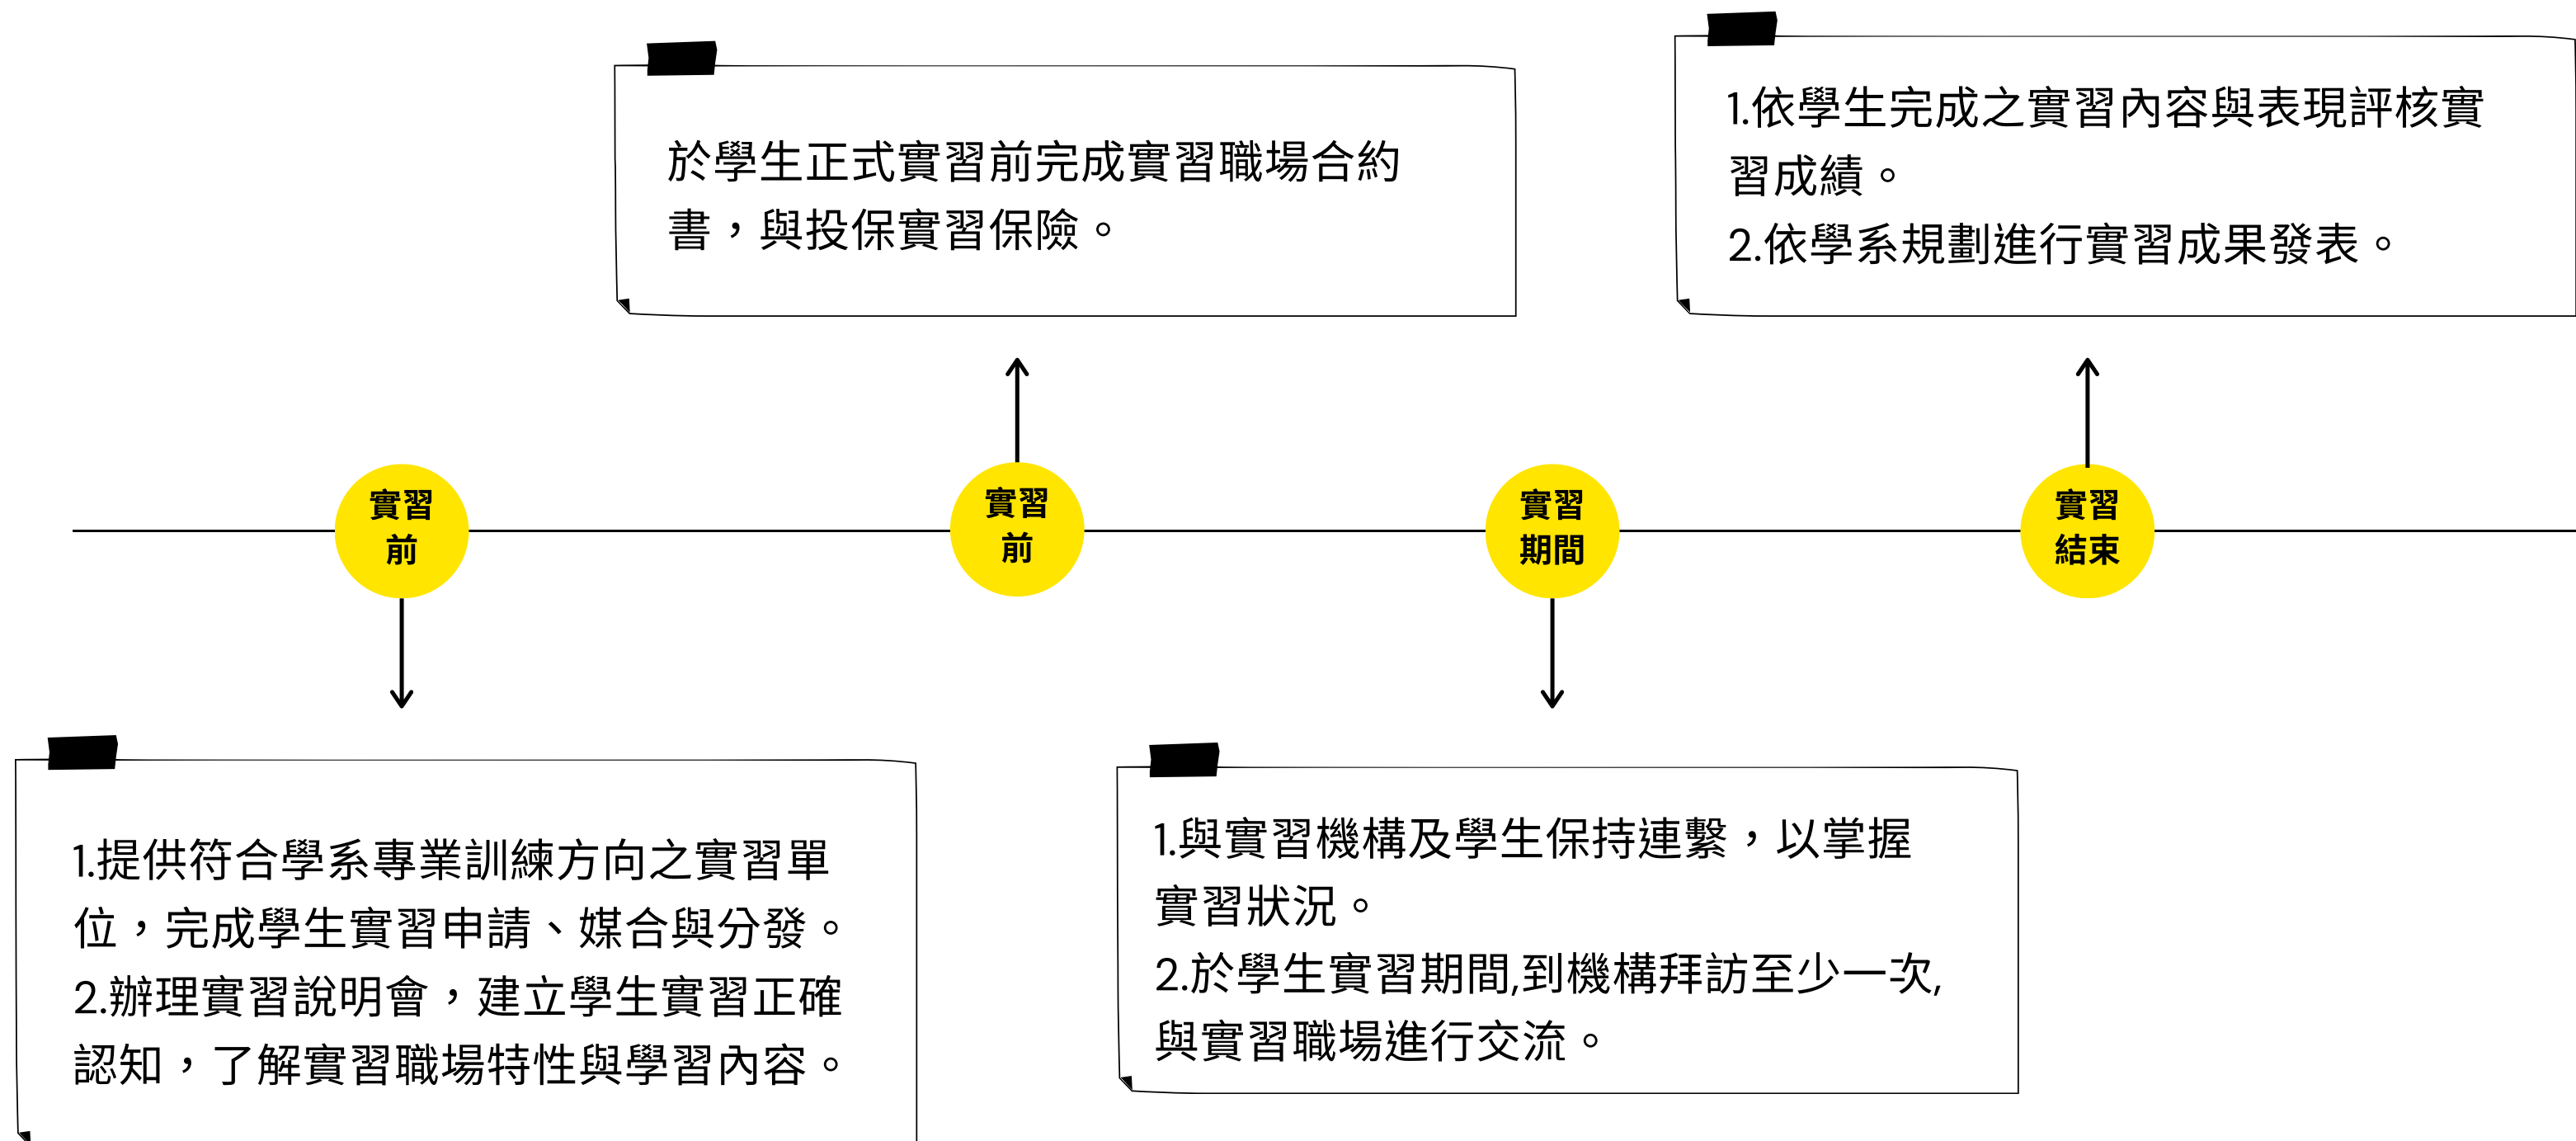 於學生正式實習前完成實習職場合約
書，與投保實習保險。
1.依學生完成之實習內容與表現評核實
習成績。
2.依學系規劃進行實習成果發表。
實習
前
實習
前
實習
期間
實習
結束
1.提供符合學系專業訓練方向之實習單
位，完成學生實習申請、媒合與分發。
2.辦理實習說明會，建立學生實習正確
認知，了解實習職場特性與學習內容。
1.與實習機構及學生保持連繫，以掌握
實習狀況。
2.於學生實習期間,到機構拜訪至少一次,
與實習職場進行交流。